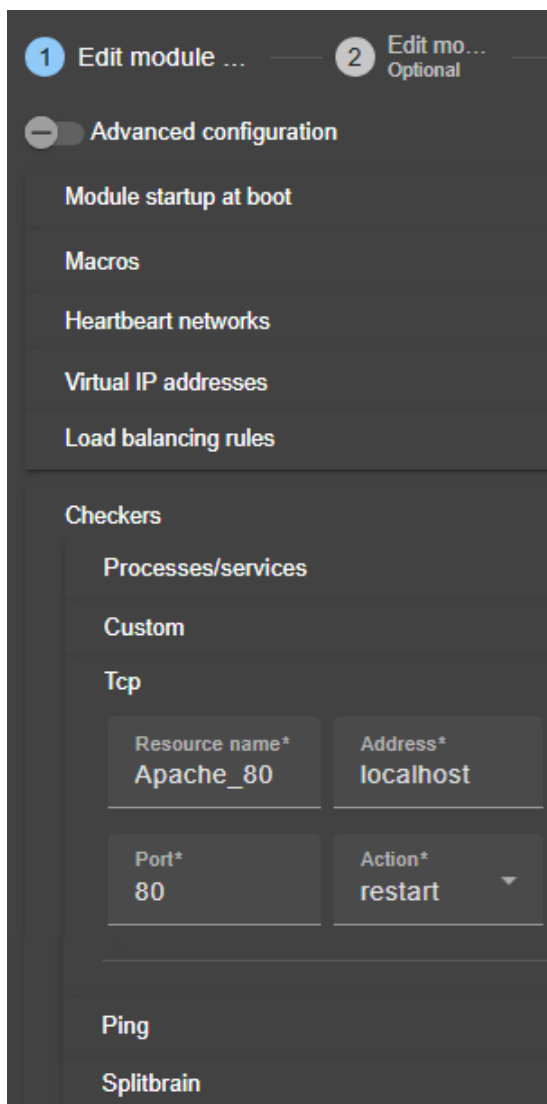 1 Edit module ... 2 Edit mo...
Optional
Advanced configuration
Module startup at boot
Macros
Heartbeart networks
Virtual IP addresses
Load balancing rules
Checkers
Processes/services
Custom
Tcp
Resource name* Address*
Apache_80 localhost
Port* Action*
80 restart
Ping
Splitbrain